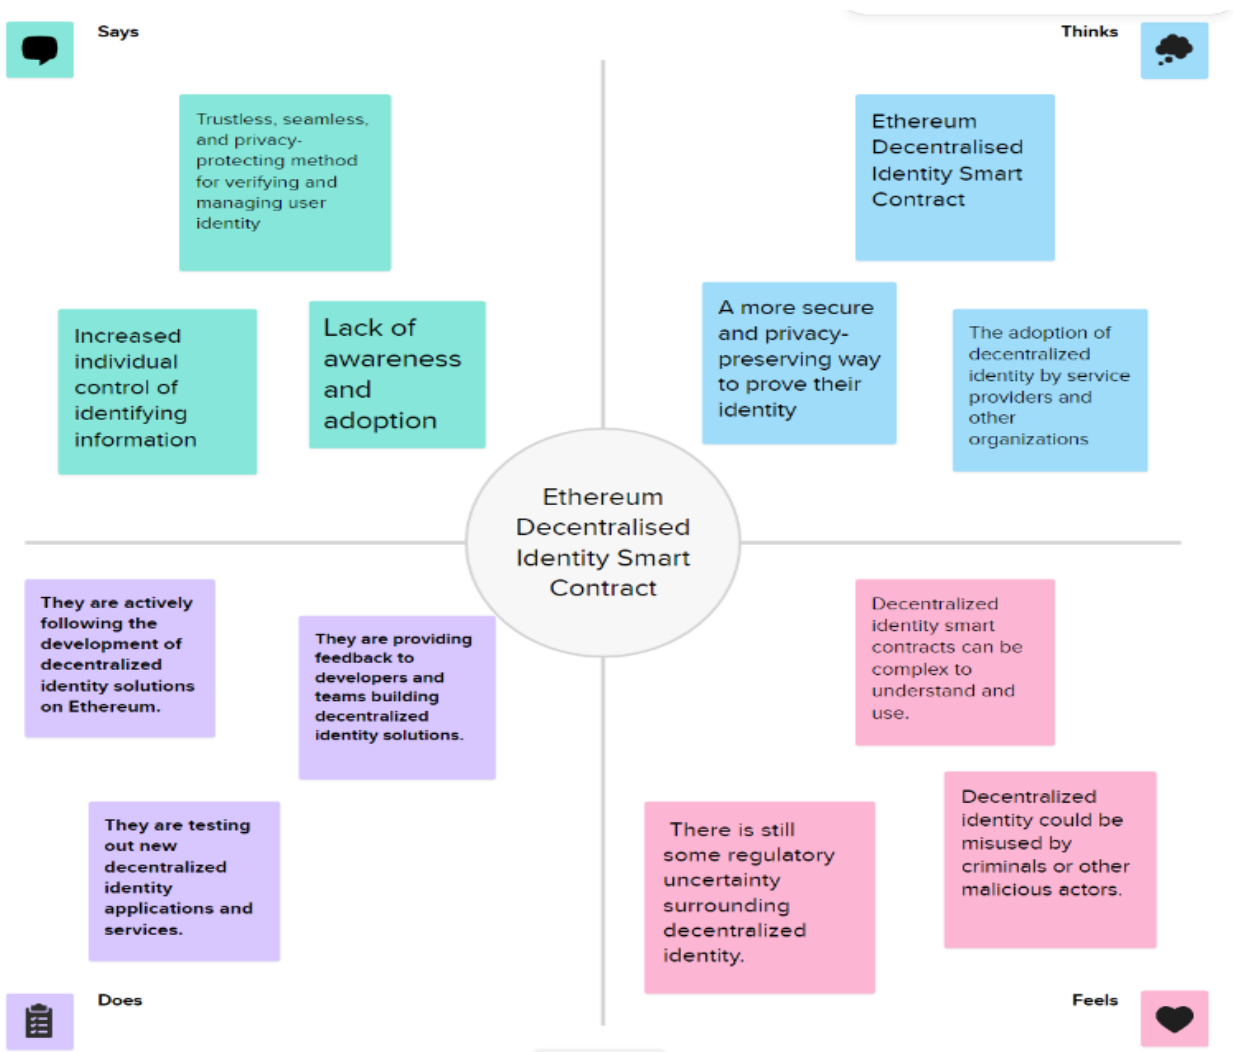 Says
Thinks
Trustless, seamless,
and privacy-
protecting method
for verifying and
managing user
identity
Increased
individual
control of
identifying
information
Lack of
awareness
and
adoption
Ethereum
Decentralised
Identity Smart
Contract
A more secure
and privacy-
preserving way
to prove their
identity
The adoption of
decentralized
identity by service
providers and
other
organizations
Ethereum
Decentralised
Identity Smart
Contract
They are actively
following the
development of
decentralized
identity solutions
on Ethereum.
They are providing
feedback to
developers and
teams building
decentralized
identity solutions.
They are testing
out new
decentralized
identity
applications and
services.
Decentralized
identity smart
contracts can be
complex to
understand and
use.
There is still
some regulatory
uncertainty
surrounding
decentralized
identity.
Decentralized
identity could be
misused by
criminals or other
malicious actors.
Does
Feels